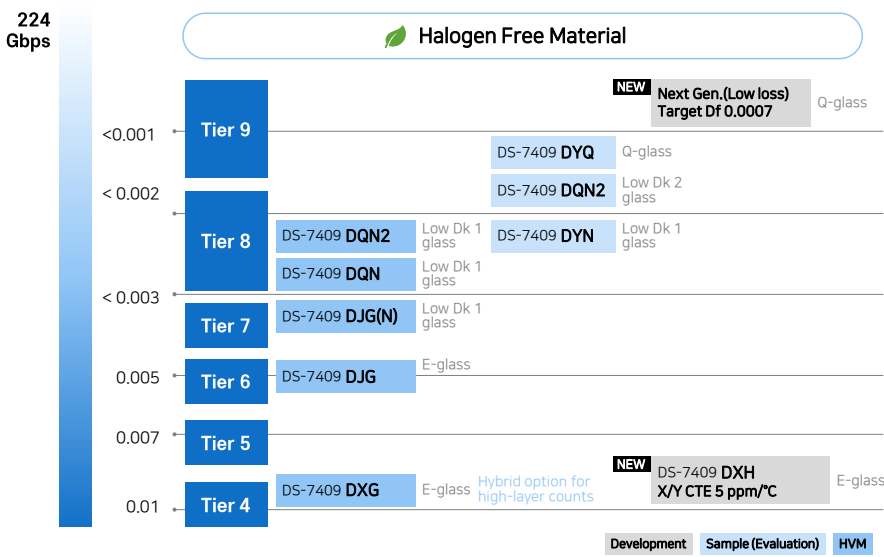 224
Gbps
Halogen Free Material
NEW
Next Gen.(Low loss)
Target Df 0.0007
Q-glass
Tier 9
<0.001
DS-7409 DYQ
Q-glass
DS-7409 DQN2
Low Dk 2
glass
< 0.002
Tier 8
DS-7409 DQN2
Low Dk 1
glass
DS-7409 DYN
Low Dk 1
glass
DS-7409 DQN
Low Dk 1
glass
< 0.003
Tier 7
DS-7409 DJG(N)
Low Dk 1
glass
0.005
Tier 6
DS-7409 DJG
E-glass
0.007
Tier 5
0.01
Tier 4
DS-7409 DXG
E-glass
Hybrid option for
high-layer counts
NEW
DS-7409 DXH
X/Y CTE 5 ppm/°C
E-glass
Development
Sample (Evaluation)
HVM